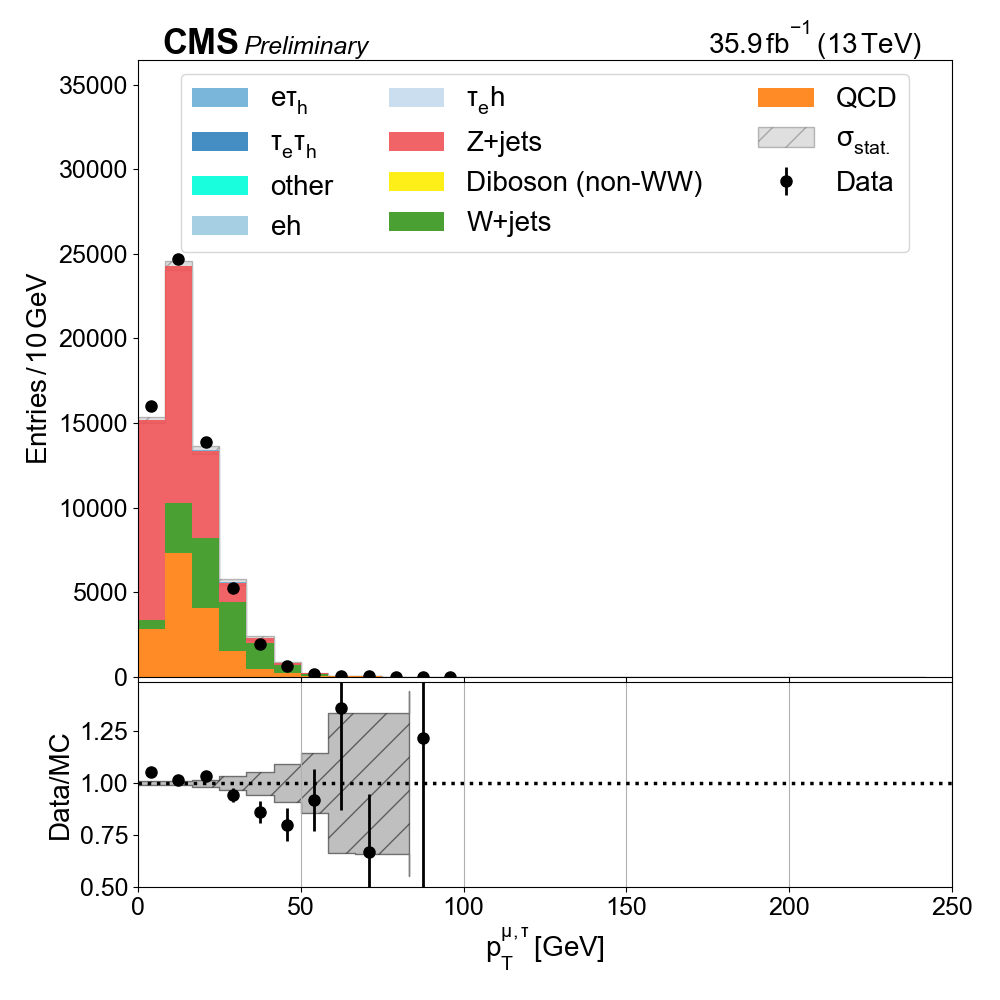 CMS Preliminary 35.9 fb⁻¹ (13 TeV)
35000
30000
25000
20000
15000
10000
5000
0
Entries / 10 GeV
eτ_h
τ_eτ_h
other
eh
τ_eh
Z+jets
Diboson (non-WW)
W+jets
QCD
σ_stat.
Data
1.25
1.00
0.75
0.50
Data/MC
0 50 100 150 200 250
p_T^{μ, τ} [GeV]